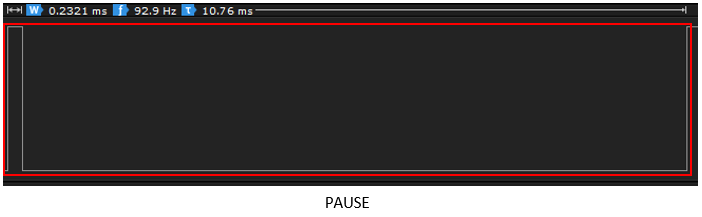 W 0.2321 ms f 92.9 Hz τ 10.76 ms
PAUSE